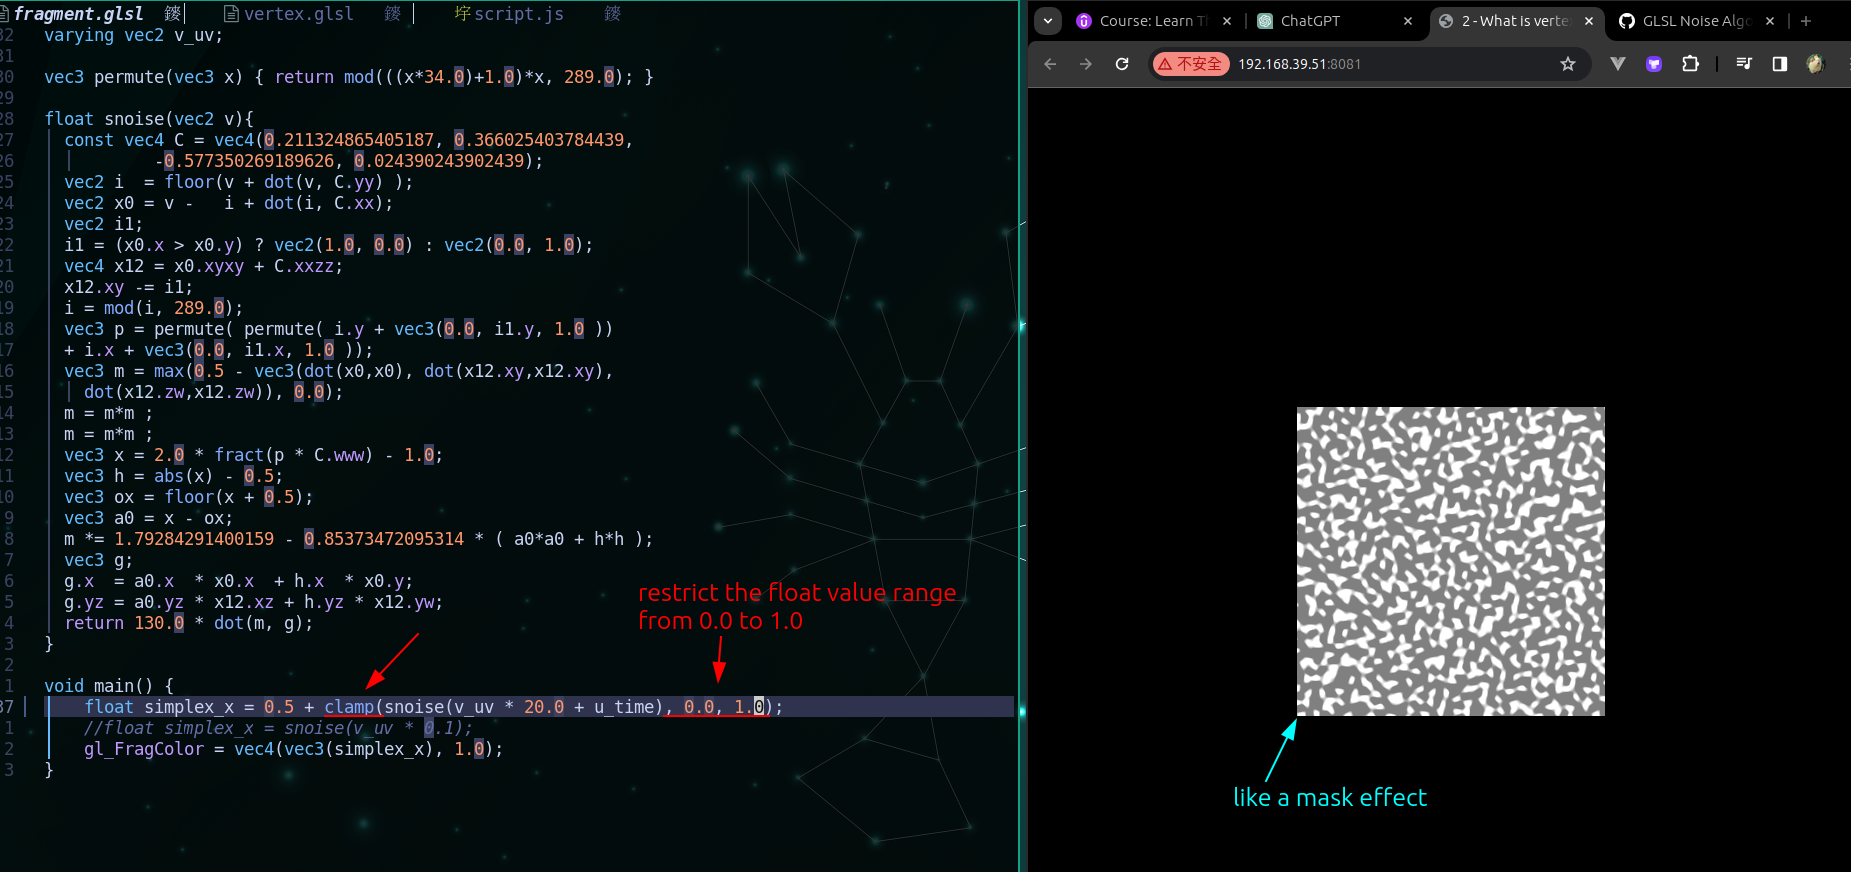 fragment.glsl
vertex.glsl
script.js
32 varying vec2 v_uv;
31
30 vec3 permute(vec3 x) { return mod(((x*34.0)+1.0)*x, 289.0); }
29
28 float snoise(vec2 v){
27 const vec4 C = vec4(0.211324865405187, 0.366025403784439,
26 -0.577350269189626, 0.024390243902439);
25 vec2 i  = floor(v + dot(v, C.yy) );
24 vec2 x0 = v -   i + dot(i, C.xx);
23 vec2 i1;
22 i1 = (x0.x > x0.y) ? vec2(1.0, 0.0) : vec2(0.0, 1.0);
21 vec4 x12 = x0.xyxy + C.xxzz;
20 x12.xy -= i1;
19 i = mod(i, 289.0);
18 vec3 p = permute( permute( i.y + vec3(0.0, i1.y, 1.0 ))
17 + i.x + vec3(0.0, i1.x, 1.0 ));
16 vec3 m = max(0.5 - vec3(dot(x0,x0), dot(x12.xy,x12.xy),
15 dot(x12.zw,x12.zw)), 0.0);
14 m = m*m ;
13 m = m*m ;
12 vec3 x = 2.0 * fract(p * C.www) - 1.0;
11 vec3 h = abs(x) - 0.5;
10 vec3 ox = floor(x + 0.5);
9 vec3 a0 = x - ox;
8 m *= 1.79284291400159 - 0.85373472095314 * ( a0*a0 + h*h );
7 vec3 g;
6 g.x  = a0.x  * x0.x  + h.x  * x0.y;
5 g.yz = a0.yz * x12.xz + h.yz * x12.yw;
4 return 130.0 * dot(m, g);
3 }
2
1 void main() {
37 float simplex_x = 0.5 + clamp(snoise(v_uv * 20.0 + u_time), 0.0, 1.0);
1 //float simplex_x = snoise(v_uv * 0.1);
2 gl_FragColor = vec4(vec3(simplex_x), 1.0);
3 }
restrict the float value range
from 0.0 to 1.0
Course: Learn Th
ChatGPT
2 - What is verte
GLSL Noise Algo
不安全 192.168.39.51:8081
like a mask effect